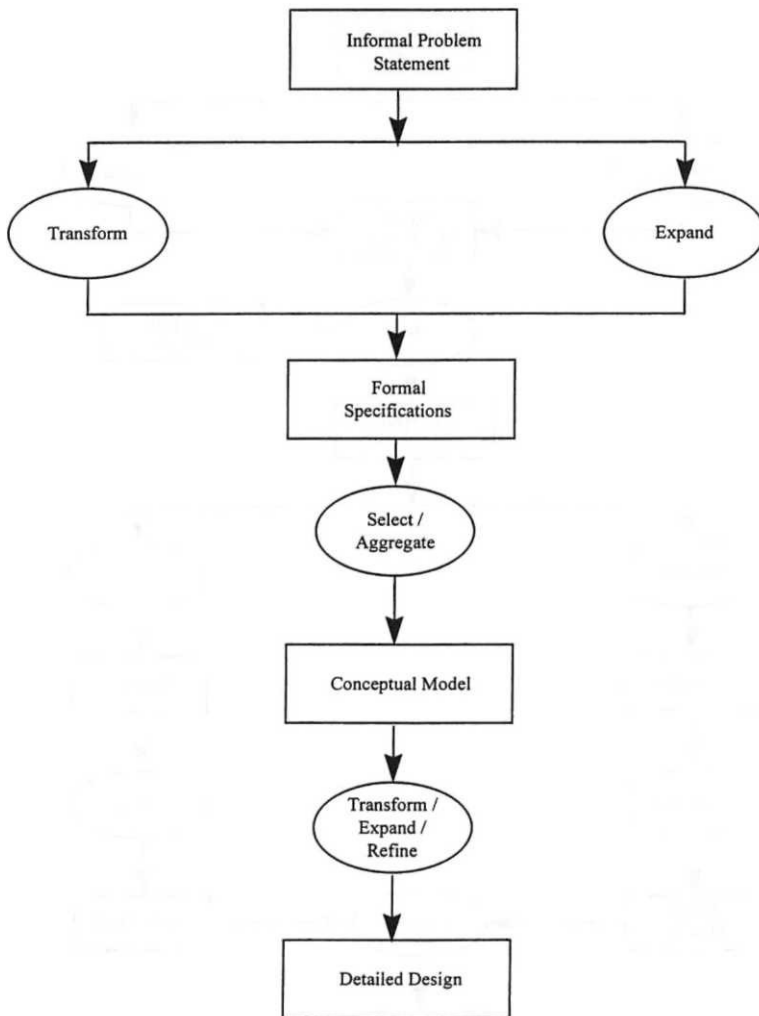 Informal Problem
Statement
Transform
Expand
Formal
Specifications
Select /
Aggregate
Conceptual Model
Transform /
Expand /
Refine
Detailed Design